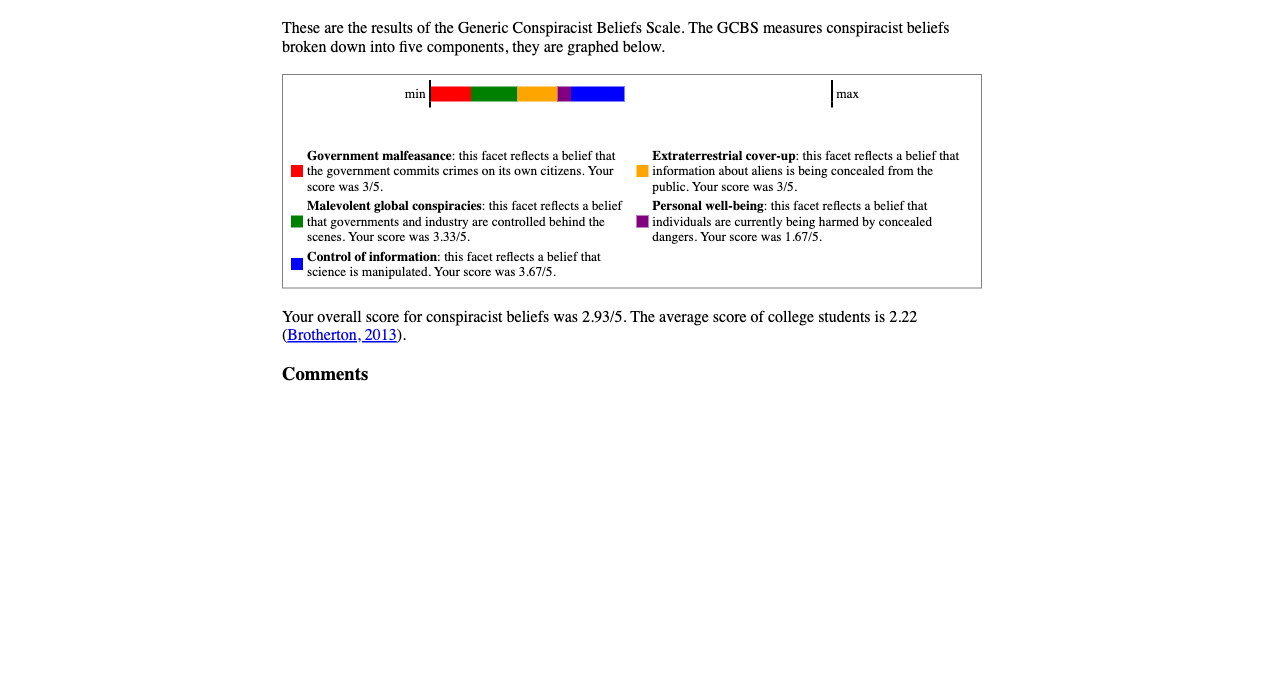 These are the results of the Generic Conspiracist Beliefs Scale. The GCBS measures conspiracist beliefs
broken down into five components, they are graphed below.
min
max
Government malfeasance: this facet reflects a belief that
the government commits crimes on its own citizens. Your
score was 3/5.
Extraterrestrial cover-up: this facet reflects a belief that
information about aliens is being concealed from the
public. Your score was 3/5.
Malevolent global conspiracies: this facet reflects a belief
that governments and industry are controlled behind the
scenes. Your score was 3.33/5.
Personal well-being: this facet reflects a belief that
individuals are currently being harmed by concealed
dangers. Your score was 1.67/5.
Control of information: this facet reflects a belief that
science is manipulated. Your score was 3.67/5.
Your overall score for conspiracist beliefs was 2.93/5. The average score of college students is 2.22
(Brotherton, 2013).
Comments